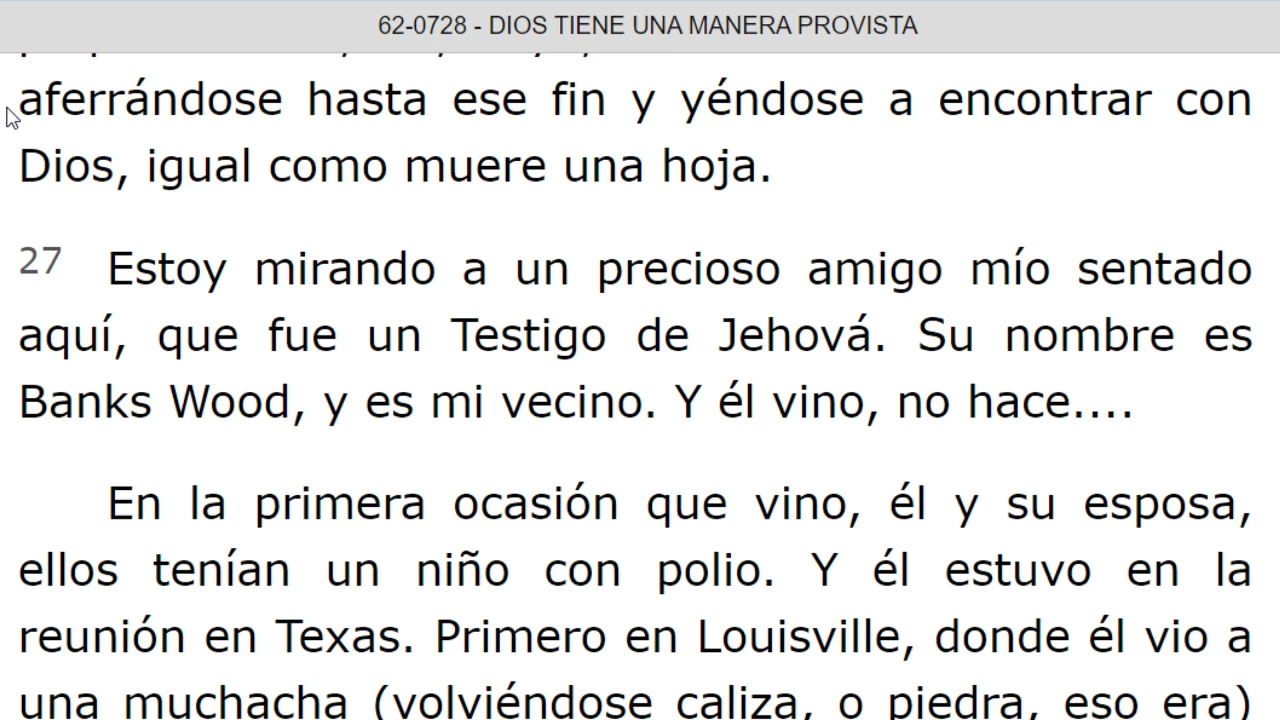 62-0728 - DIOS TIENE UNA MANERA PROVISTA
aferrándose hasta ese fin y yéndose a encontrar con
Dios, igual como muere una hoja.
27 Estoy mirando a un precioso amigo mío sentado
aquí, que fue un Testigo de Jehová. Su nombre es
Banks Wood, y es mi vecino. Y él vino, no hace....
En la primera ocasión que vino, él y su esposa,
ellos tenían un niño con polio. Y él estuvo en la
reunión en Texas. Primero en Louisville, donde él vio a
una muchacha (volviéndose caliza, o piedra, eso era)